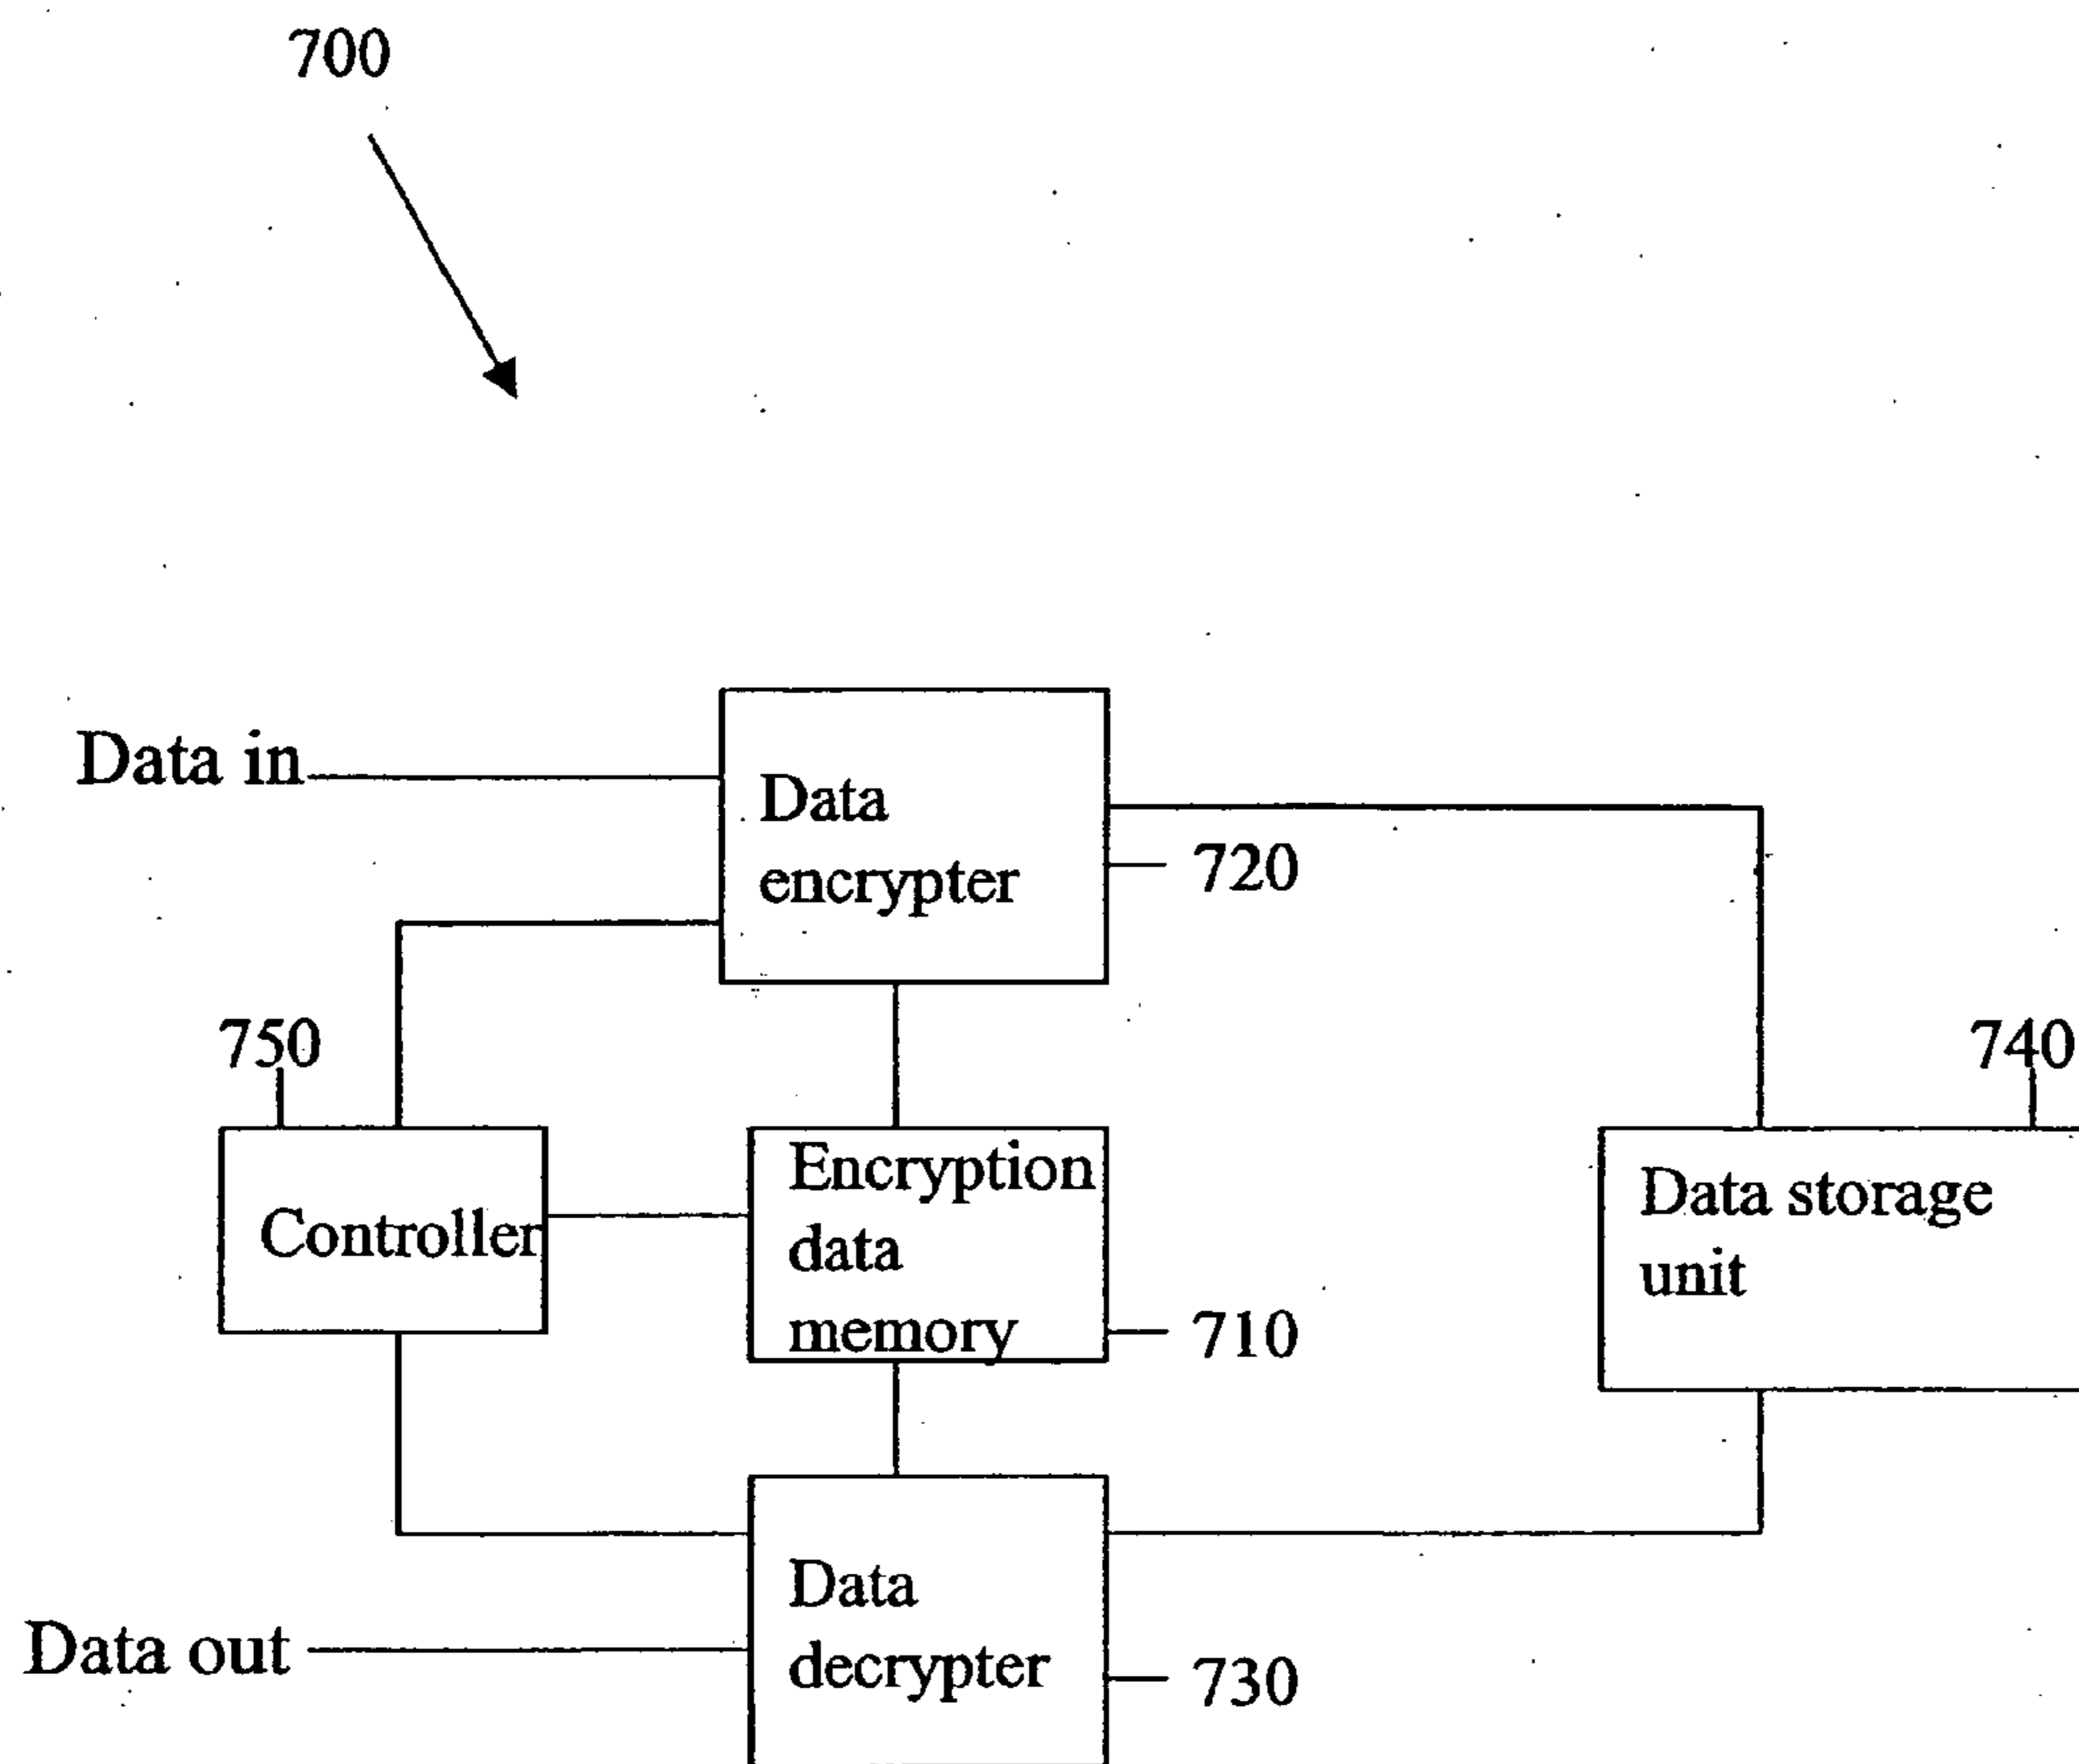 700
Data in
Data
encrypter
720
750
740
Controller
Encryption
data
memory
710
Data storage
unit
Data
decrypter
Data out
730